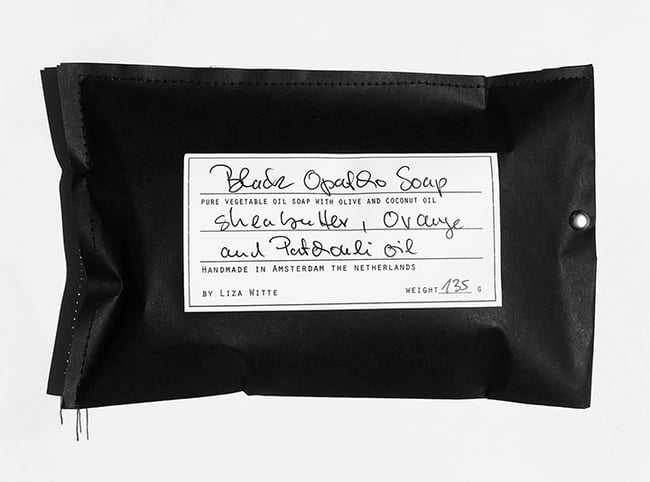 Black Opatho Soap
PURE VEGETABLE OIL SOAP WITH OLIVE AND COCONUT OIL
sheabutter, Orange
and Patchouli oil
HANDMADE IN AMSTERDAM THE NETHERLANDS
BY LIZA WITTE WEIGHT 135 G